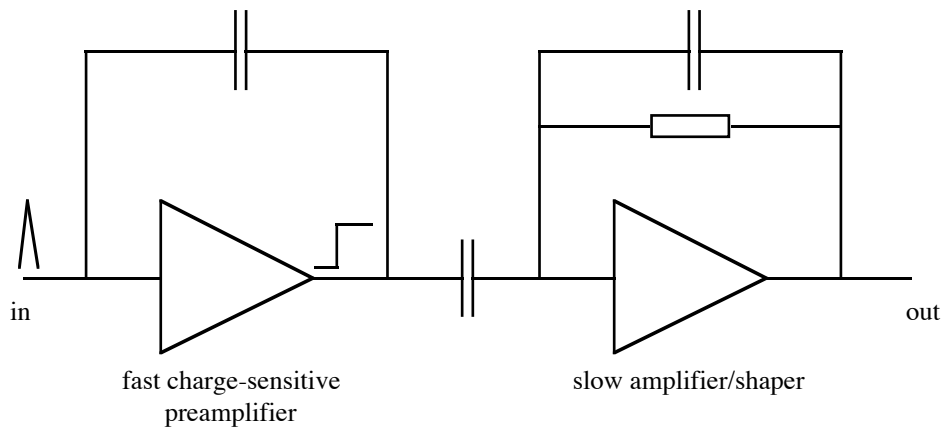 in
out
fast charge-sensitive
preamplifier
slow amplifier/shaper